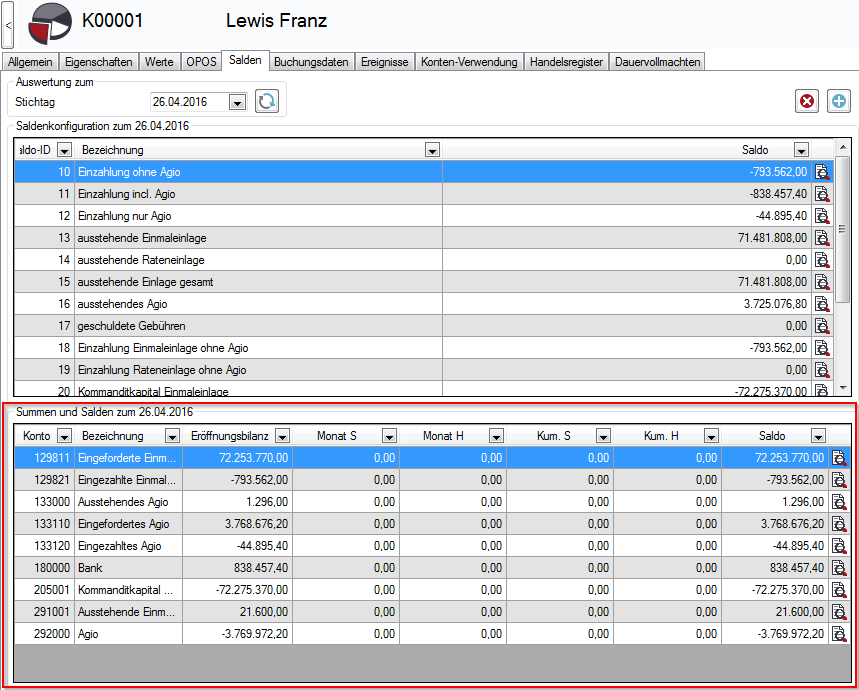 K00001 Lewis Franz
<
Allgemein Eigenschaften Werte OPOS Salden Buchungsdaten Ereignisse Konten-Verwendung Handelsregister Dauervollmachten
Auswertung zum
Stichtag 26.04.2016
Saldenkonfiguration zum 26.04.2016
aldo-ID Bezeichnung Saldo
10 Einzahlung ohne Agio -793.562,00
11 Einzahlung incl. Agio -838.457,40
12 Einzahlung nur Agio -44.895,40
13 ausstehende Einmaleinlage 71.481.808,00
14 ausstehende Rateneinlage 0,00
15 ausstehende Einlage gesamt 71.481.808,00
16 ausstehendes Agio 3.725.076,80
17 geschuldete Gebühren 0,00
18 Einzahlung Einmaleinlage ohne Agio -793.562,00
19 Einzahlung Rateneinlage ohne Agio 0,00
20 Kommanditkapital Einmaleinlage -72.275.370,00
Summen und Salden zum 26.04.2016
Konto Bezeichnung Eröffnungsbilanz Monat S Monat H Kum. S Kum. H Saldo
129811 Eingeforderte Einm... 72.253.770,00 0,00 0,00 0,00 0,00 72.253.770,00
129821 Eingezahlte Einmal... -793.562,00 0,00 0,00 0,00 0,00 -793.562,00
133000 Ausstehendes Agio 1.296,00 0,00 0,00 0,00 0,00 1.296,00
133110 Eingefordertes Agio 3.768.676,20 0,00 0,00 0,00 0,00 3.768.676,20
133120 Eingezahltes Agio -44.895,40 0,00 0,00 0,00 0,00 -44.895,40
180000 Bank 838.457,40 0,00 0,00 0,00 0,00 838.457,40
205001 Kommanditkapital ... -72.275.370,00 0,00 0,00 0,00 0,00 -72.275.370,00
291001 Ausstehende Einm... 21.600,00 0,00 0,00 0,00 0,00 21.600,00
292000 Agio -3.769.972,20 0,00 0,00 0,00 0,00 -3.769.972,20